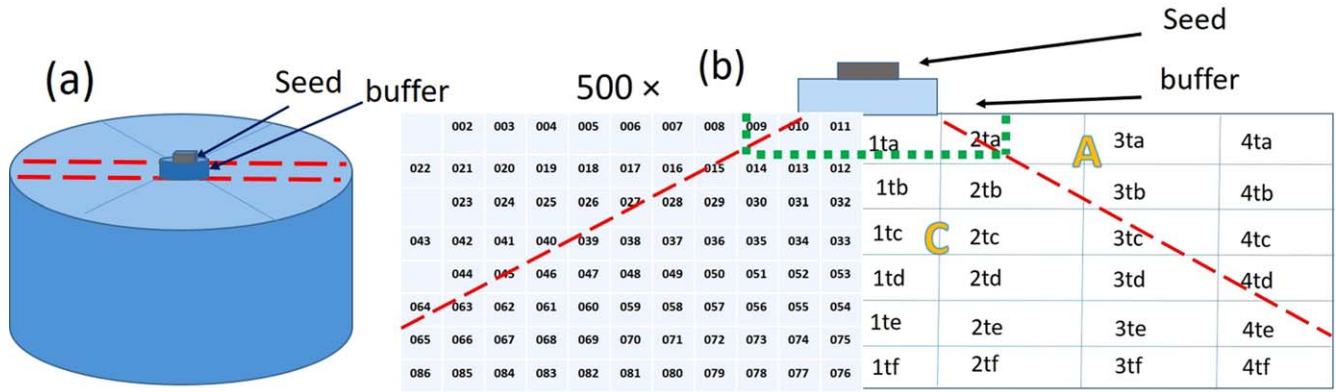 (a)
Seed
buffer
500 ×
(b)
Seed
buffer
002 003 004 005 006 007 008 009 010 011
022 021 020 019 018 017 016 015 014 013 012
023 024 025 026 027 028 029 030 031 032
043 042 041 040 039 038 037 036 035 034 033
044 045 046 047 048 049 050 051 052 053
064 063 062 061 060 059 058 057 056 055 054
065 066 067 068 069 070 071 072 073 074 075
086 085 084 083 082 081 080 079 078 077 076
1ta 2ta A 3ta 4ta
1tb 2tb 3tb 4tb
1tc C 2tc 3tc 4tc
1td 2td 3td 4td
1te 2te 3te 4te
1tf 2tf 3tf 4tf